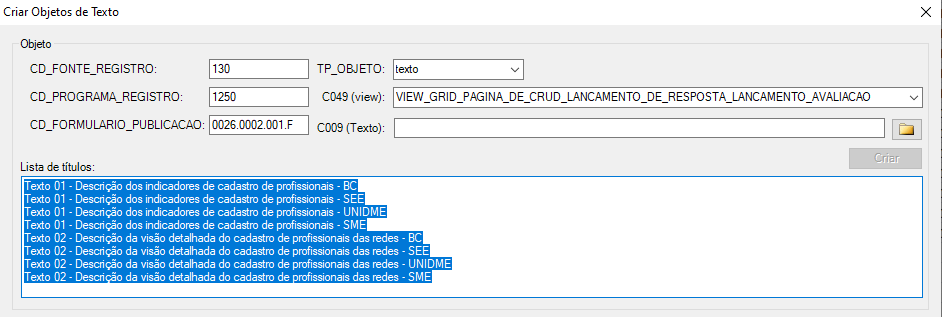 Criar Objetos de Texto
Objeto
CD_FONTE_REGISTRO: 130 TP_OBJETO: texto
CD_PROGRAMA_REGISTRO: 1250 C049 (view): VIEW_GRID_PAGINA_DE_CRUD_LANCAMENTO_DE_RESPOSTA_LANCAMENTO_AVALIACAO
CD_FORMULARIO_PUBLICACAO: 0026.0002.001.F C009 (Texto):
Criar
Lista de títulos:
Texto 01 - Descrição dos indicadores de cadastro de profissionais - BC
Texto 01 - Descrição dos indicadores de cadastro de profissionais - SEE
Texto 01 - Descrição dos indicadores de cadastro de profissionais - UNIDME
Texto 01 - Descrição dos indicadores de cadastro de profissionais - SME
Texto 02 - Descrição da visão detalhada do cadastro de profissionais das redes - BC
Texto 02 - Descrição da visão detalhada do cadastro de profissionais das redes - SEE
Texto 02 - Descrição da visão detalhada do cadastro de profissionais das redes - UNIDME
Texto 02 - Descrição da visão detalhada do cadastro de profissionais das redes - SME